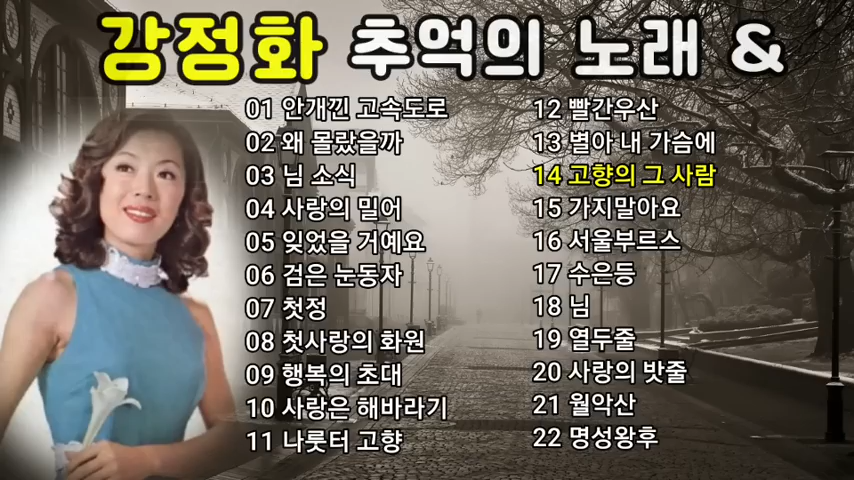 강정화 추억의 노래 &
01 안개낀 고속도로
02 왜 몰랐을까
03 님 소식
04 사랑의 밀어
05 잊었을 거예요
06 검은 눈동자
07 첫정
08 첫사랑의 화원
09 행복의 초대
10 사랑은 해바라기
11 나룻터 고향
12 빨간우산
13 별아 내 가슴에
14 고향의 그 사람
15 가지말아요
16 서울부르스
17 수은등
18 님
19 열두줄
20 사랑의 밧줄
21 월악산
22 명성왕후